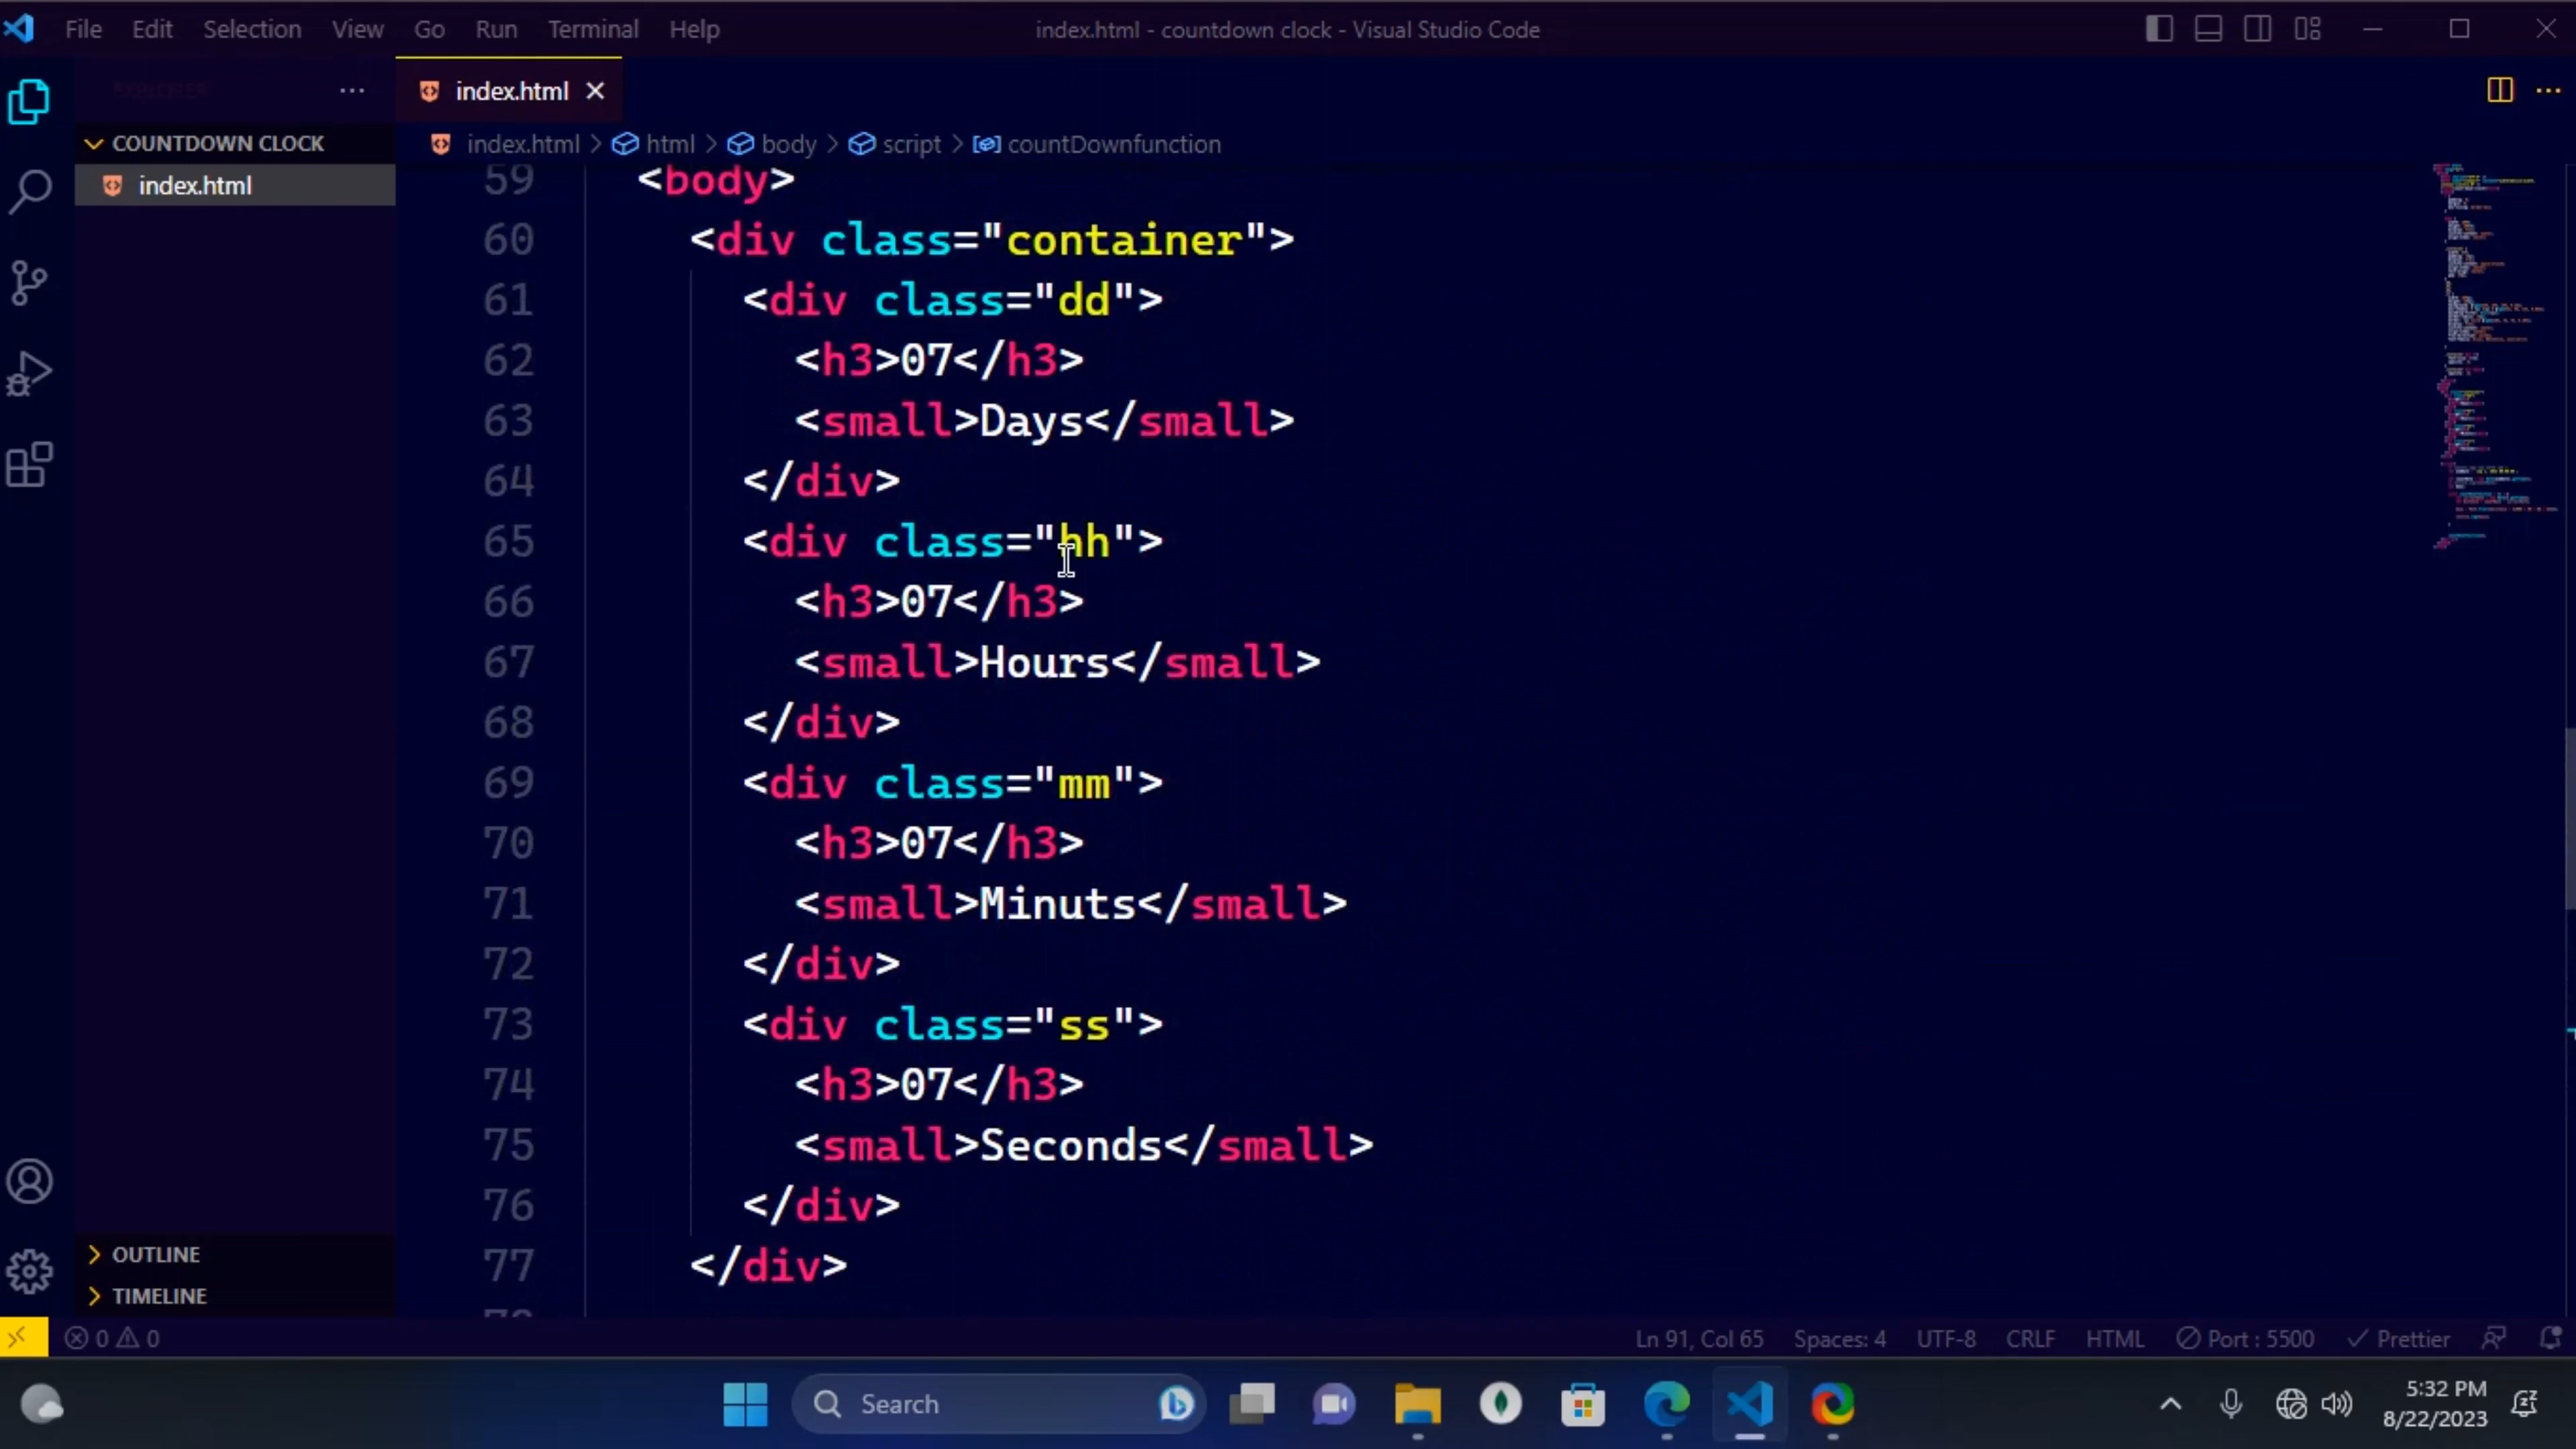 File Edit Selection View Go Run Terminal Help index.html - countdown clock - Visual Studio Code
index.html
COUNTDOWN CLOCK
index.html
index.html > html > body > script > countDownfunction
59 <body>
60 <div class="container">
61 <div class="dd">
62 <h3>07</h3>
63 <small>Days</small>
64 </div>
65 <div class="hh">
66 <h3>07</h3>
67 <small>Hours</small>
68 </div>
69 <div class="mm">
70 <h3>07</h3>
71 <small>Minuts</small>
72 </div>
73 <div class="ss">
74 <h3>07</h3>
75 <small>Seconds</small>
76 </div>
77 </div>
OUTLINE
TIMELINE
0 0 Ln 91, Col 65 Spaces: 4 UTF-8 CRLF HTML Port : 5500 Prettier
Search
5:32 PM
8/22/2023